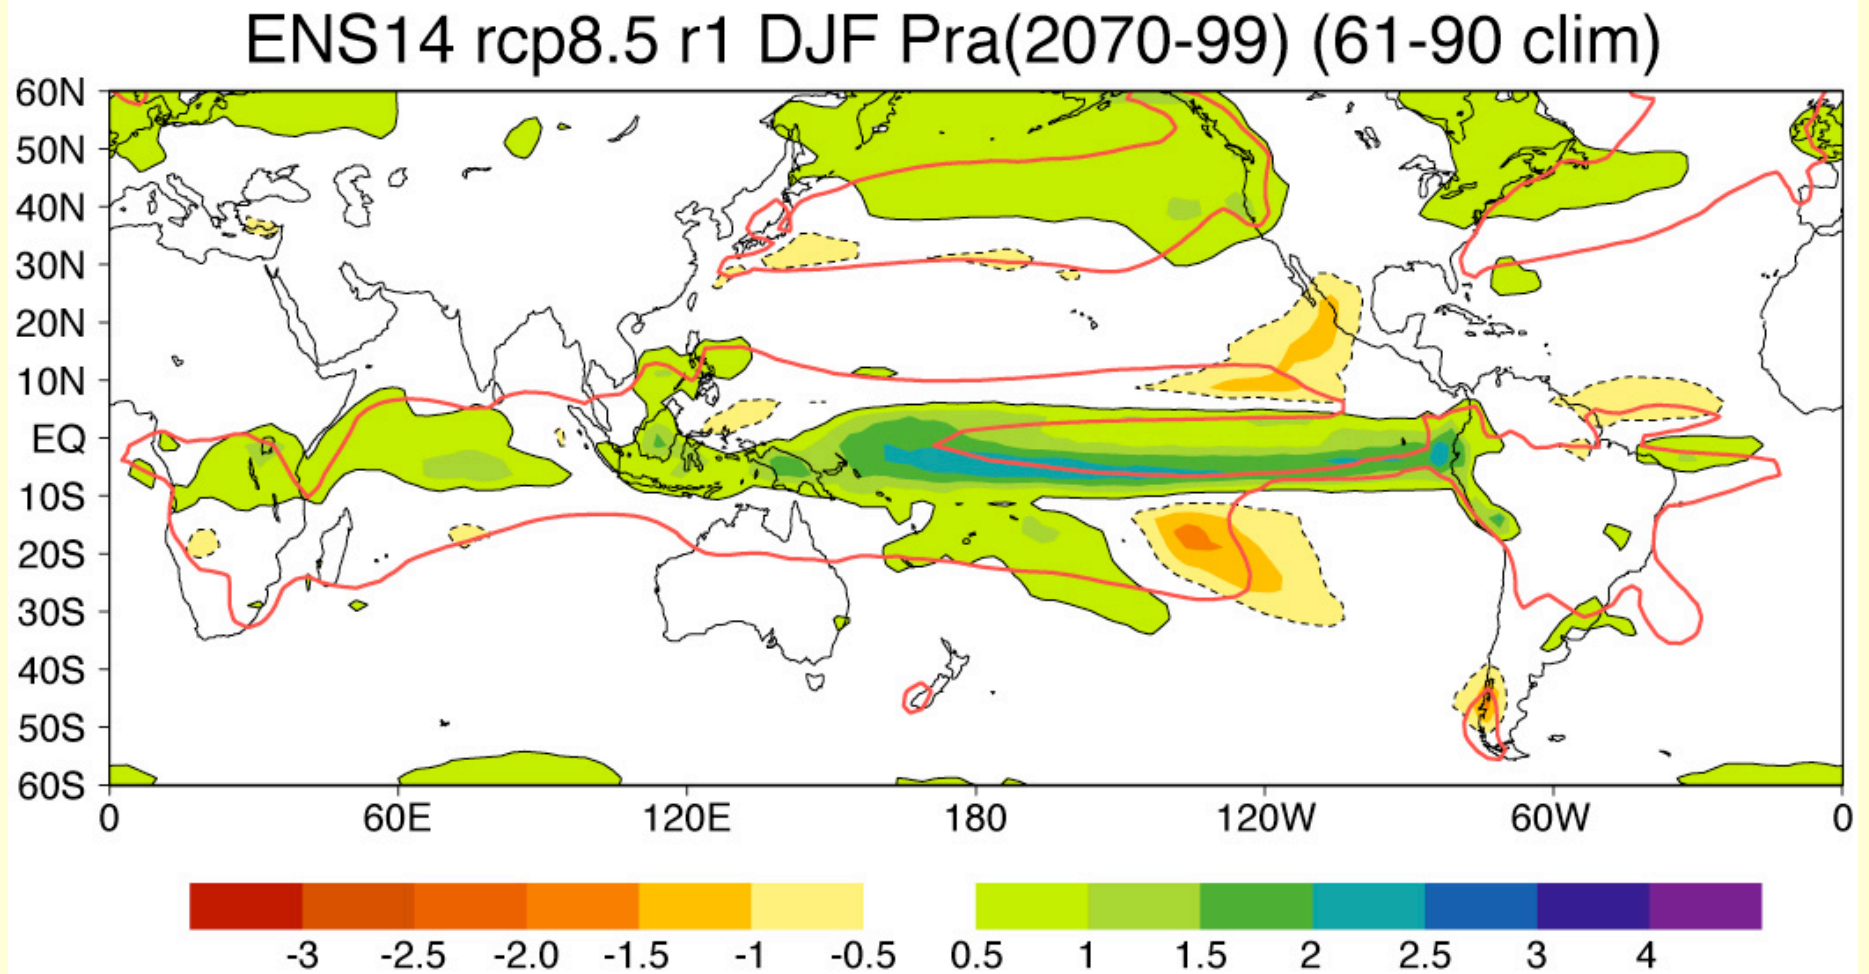 ENS14 rcp8.5 r1 DJF Pra(2070-99) (61-90 clim)
60N
50N
40N
30N
20N
10N
EQ
10S
20S
30S
40S
50S
60S
0 60E 120E 180 120W 60W 0
-3 -2.5 -2.0 -1.5 -1 -0.5 0.5 1 1.5 2 2.5 3 4